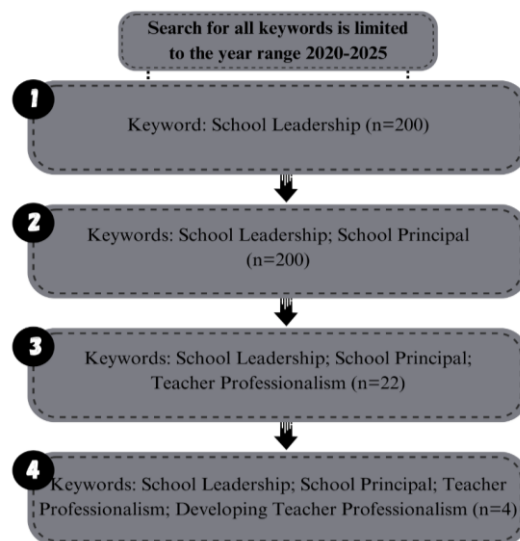 Search for all keywords is limited
to the year range 2020-2025
1
Keyword: School Leadership (n=200)
2
Keywords: School Leadership; School Principal
(n=200)
3
Keywords: School Leadership; School Principal;
Teacher Professionalism (n=22)
4
Keywords: School Leadership; School Principal; Teacher
Professionalism; Developing Teacher Professionalism (n=4)